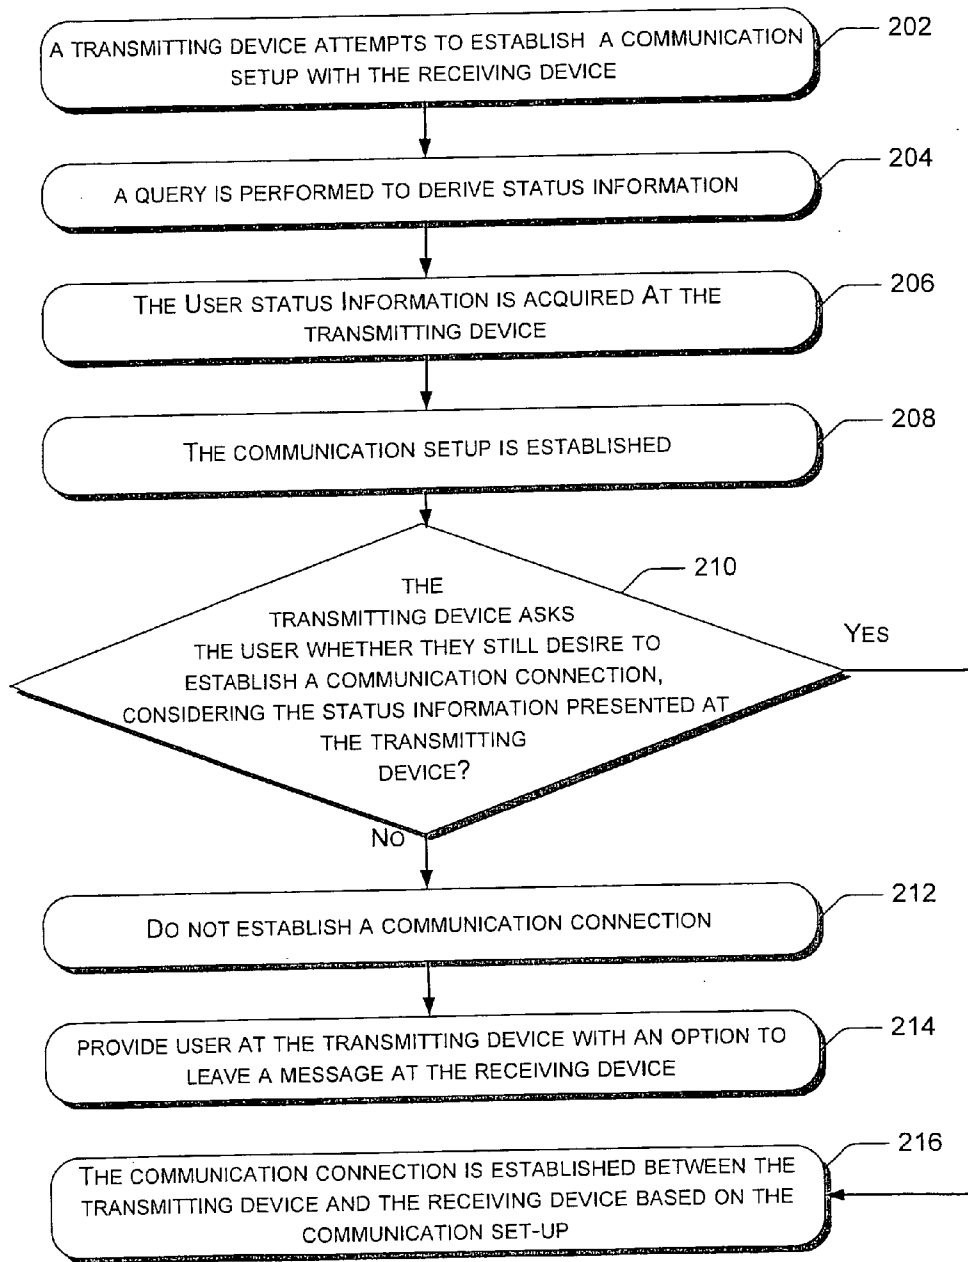 A TRANSMITTING DEVICE ATTEMPTS TO ESTABLISH A COMMUNICATION
SETUP WITH THE RECEIVING DEVICE
202
A QUERY IS PERFORMED TO DERIVE STATUS INFORMATION
204
THE USER STATUS INFORMATION IS ACQUIRED AT THE
TRANSMITTING DEVICE
206
THE COMMUNICATION SETUP IS ESTABLISHED
208
THE
TRANSMITTING DEVICE ASKS
THE USER WHETHER THEY STILL DESIRE TO
ESTABLISH A COMMUNICATION CONNECTION,
CONSIDERING THE STATUS INFORMATION PRESENTED AT
THE TRANSMITTING
DEVICE?
210
YES
NO
DO NOT ESTABLISH A COMMUNICATION CONNECTION
212
PROVIDE USER AT THE TRANSMITTING DEVICE WITH AN OPTION TO
LEAVE A MESSAGE AT THE RECEIVING DEVICE
214
THE COMMUNICATION CONNECTION IS ESTABLISHED BETWEEN THE
TRANSMITTING DEVICE AND THE RECEIVING DEVICE BASED ON THE
COMMUNICATION SET-UP
216